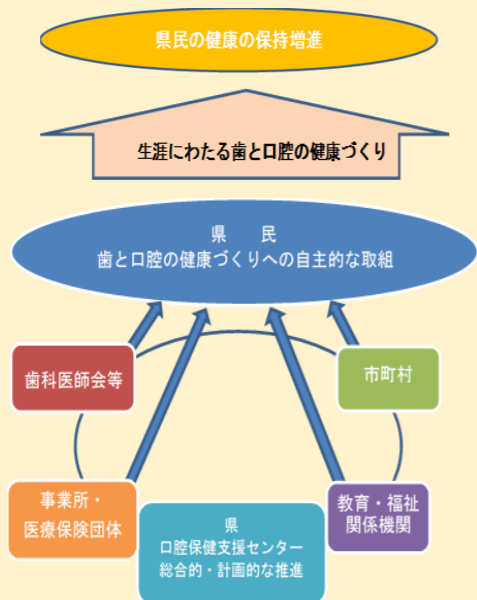 県民の健康の保持増進
生涯にわたる歯と口腔の健康づくり
県　　民
歯と口腔の健康づくりへの自主的な取組
歯科医師会等
市町村
事業所・
医療保険団体
教育・福祉
関係機関
県
口腔保健支援センター
総合的・計画的な推進